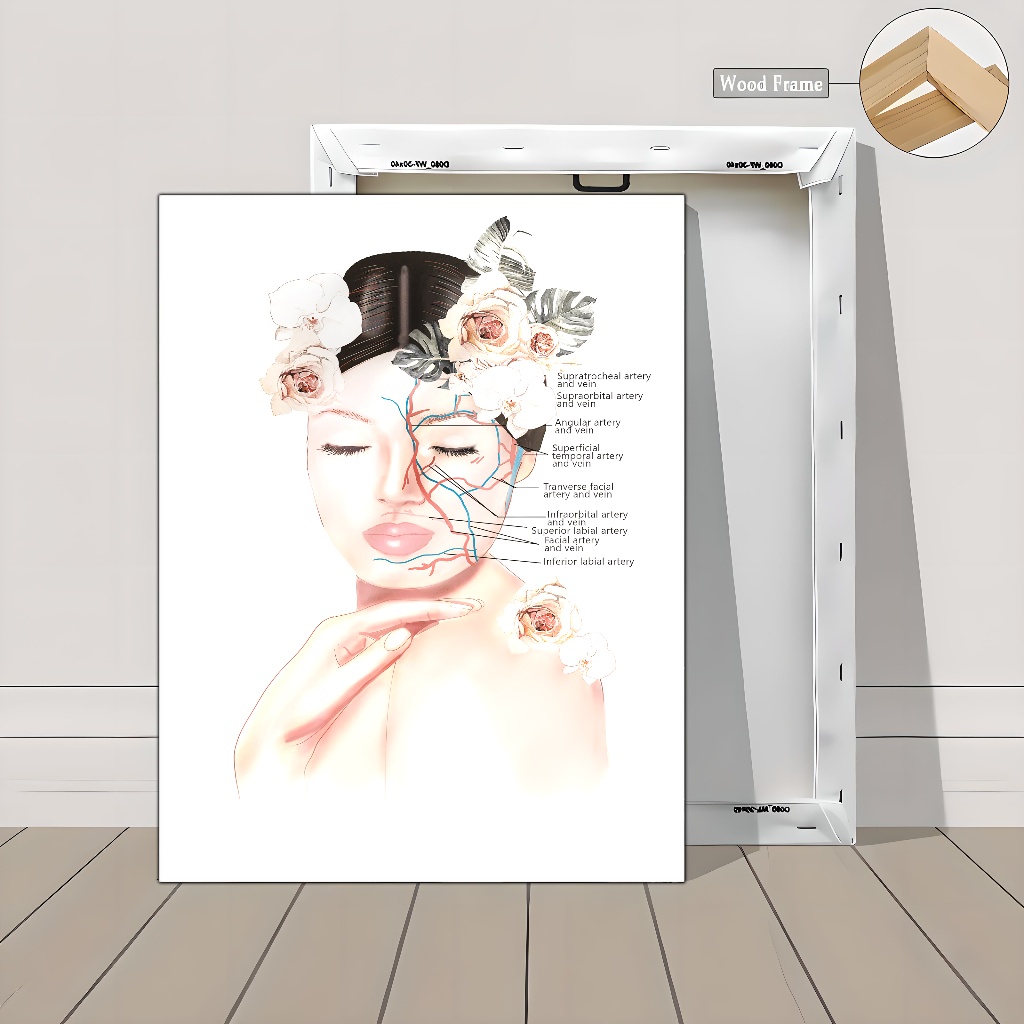 Wood Frame
Supratrocheal artery
and vein
Supraorbital artery
and vein
Angular artery
and vein
Superficial
temporal artery
and vein
Tranverse facial
artery and vein
Infraorbital artery
and vein
Superior labial artery
Facial artery
and vein
Inferior labial artery